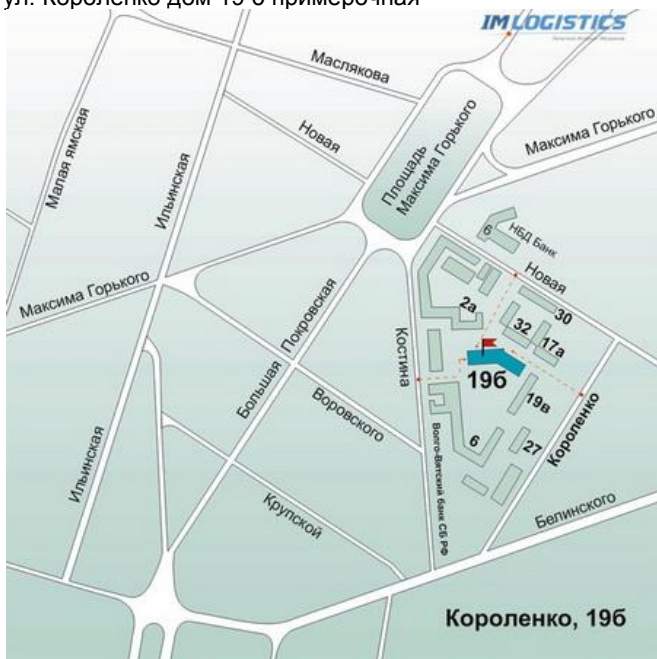 ул. Короленко дом 19 б примерочная
IM LOGISTICS
Маслякова
Малая ямская
Новая
Ильинская
Площадь
Максима Горького
Максима Горького
6
НБД Банк
Новая
Максима Горького
2а
30
32
17а
Костина
Покровская
Большая
19б
19в
Короленко
Воровского
6
27
Ильинская
Волго-Вятский банк СБ РФ
Крупской
Белинского
Короленко, 19б